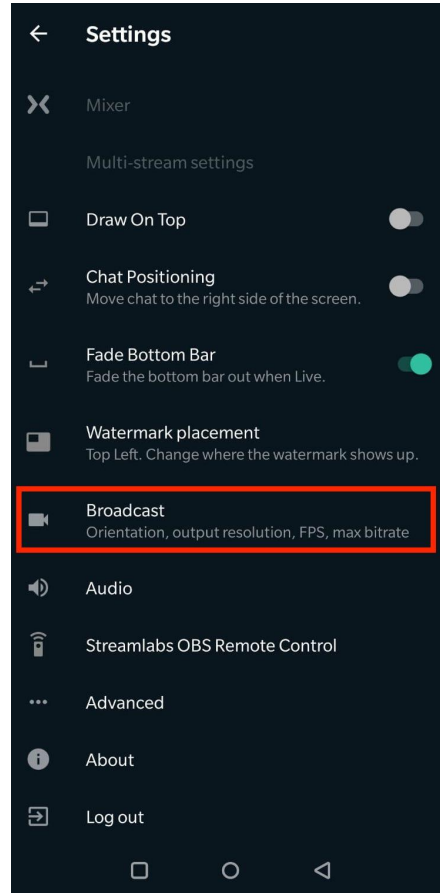 Settings
Mixer
Multi-stream settings
Draw On Top
Chat Positioning
Move chat to the right side of the screen.
Fade Bottom Bar
Fade the bottom bar out when Live.
Watermark placement
Top Left. Change where the watermark shows up.
Broadcast
Orientation, output resolution, FPS, max bitrate
Audio
Streamlabs OBS Remote Control
Advanced
About
Log out